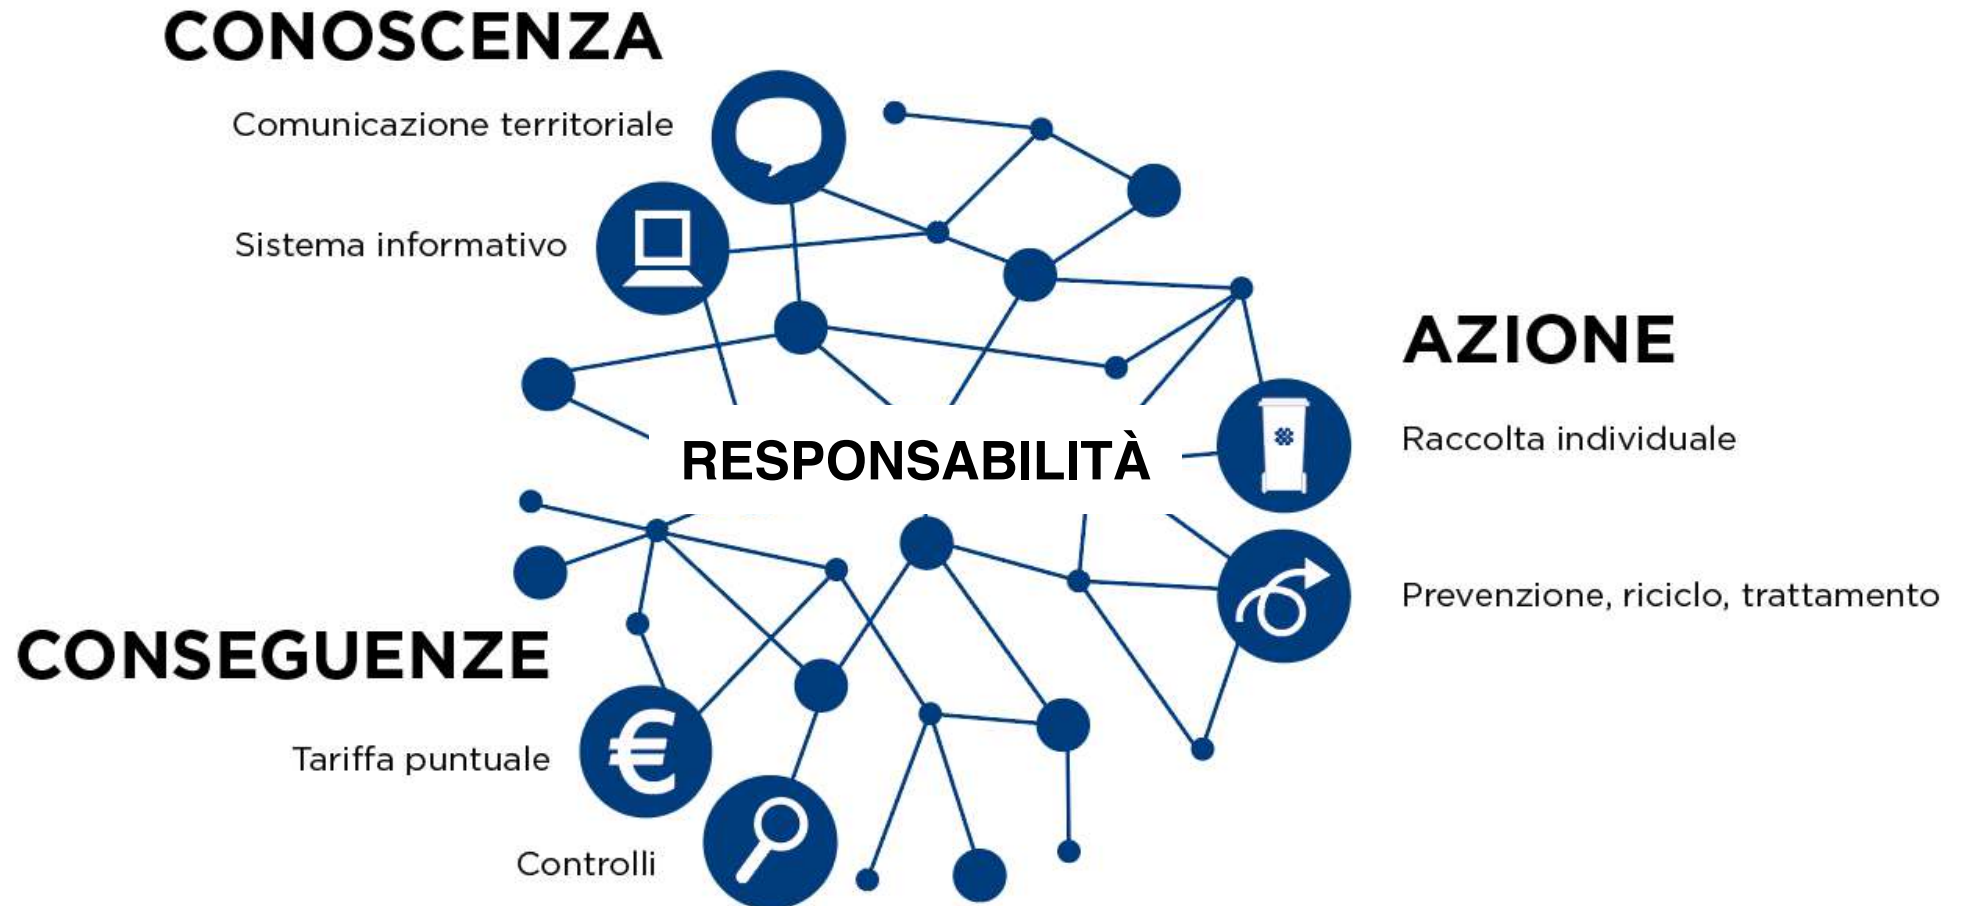 CONOSCENZA
Comunicazione territoriale
Sistema informativo
AZIONE
Raccolta individuale
RESPONSABILITÀ
Prevenzione, riciclo, trattamento
CONSEGUENZE
€
Tariffa puntuale
Controlli